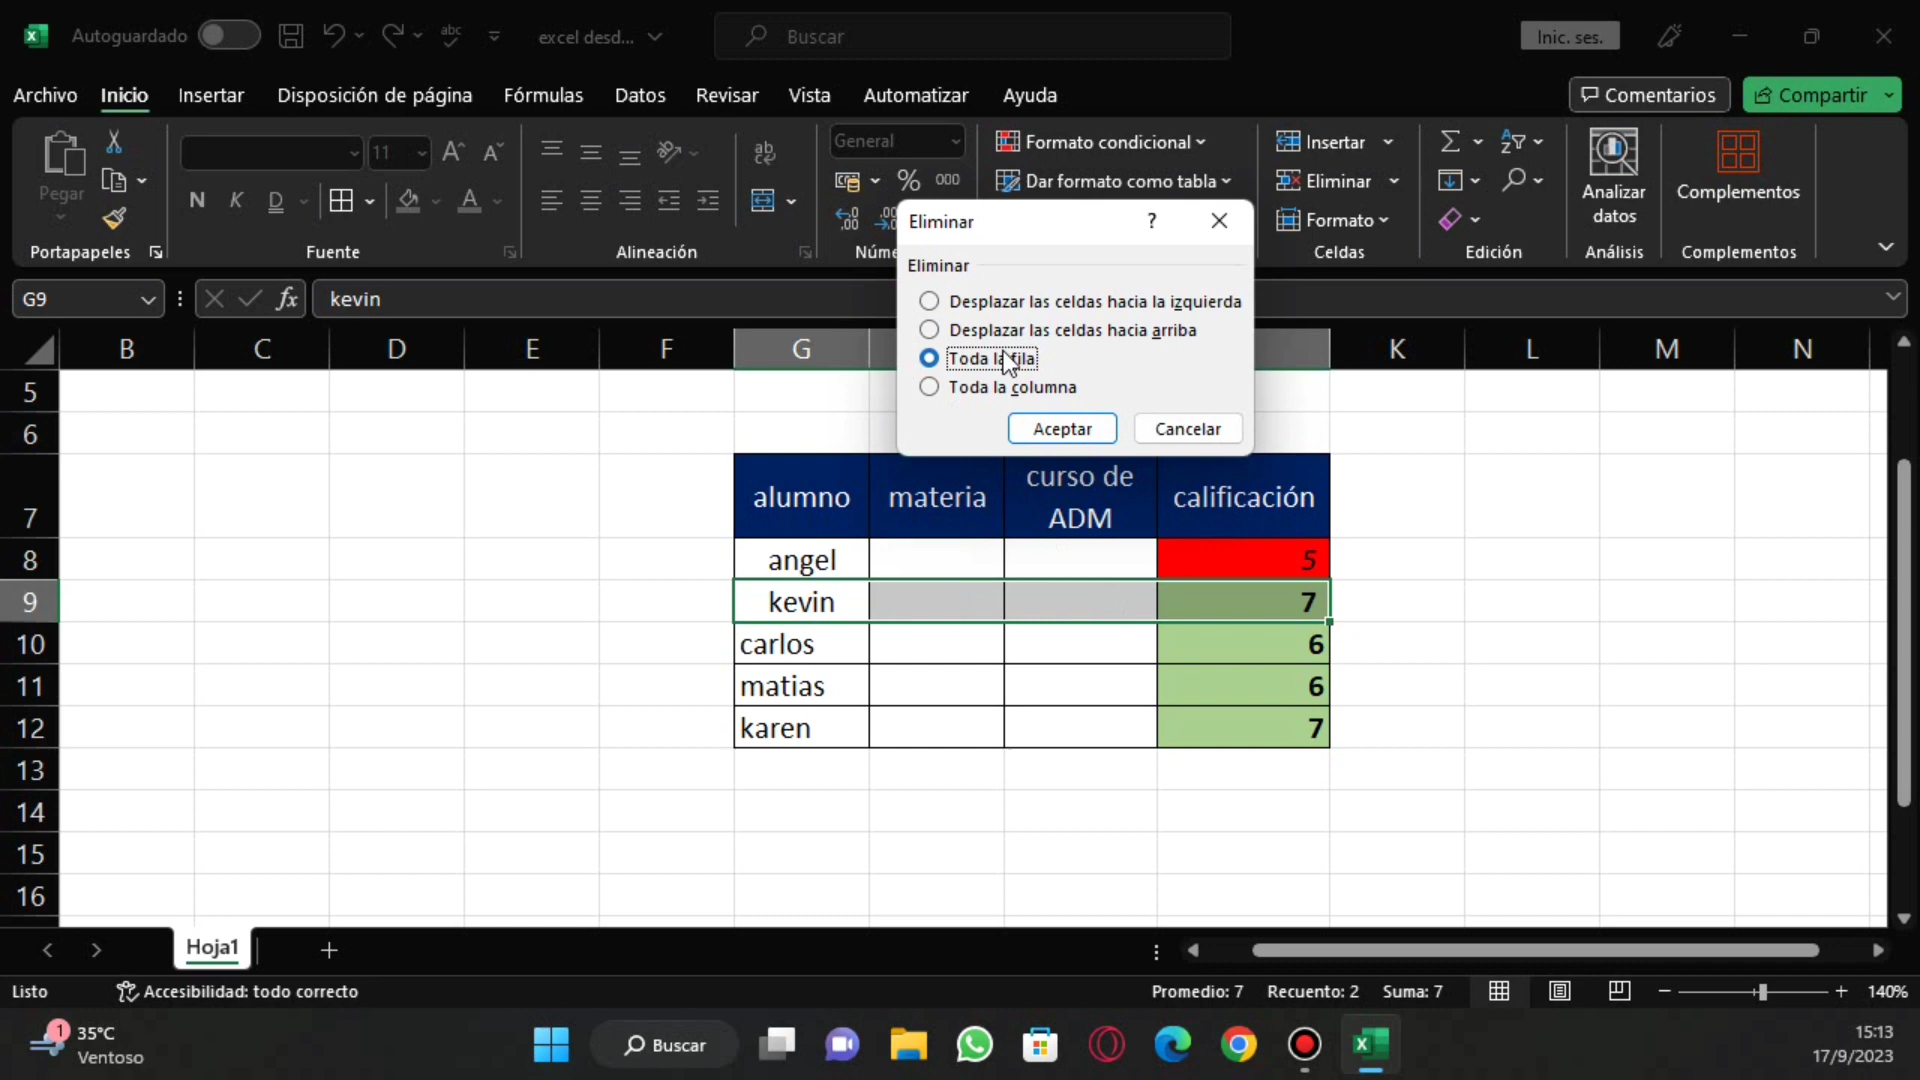 Autoguardado
abc
excel desd...
Buscar
Inic. ses.
Archivo
Inicio
Insertar
Disposición de página
Fórmulas
Datos
Revisar
Vista
Automatizar
Ayuda
Comentarios
Compartir
Pegar
Portapapeles
11
N K D
Fuente
Alineación
General
% 000
Formato condicional
Dar formato como tabla
Insertar
Eliminar
Formato
Celdas
Edición
Analizar
datos
Análisis
Complementos
Complementos
Eliminar
Eliminar
Desplazar las celdas hacia la izquierda
Desplazar las celdas hacia arriba
Toda la fila
Toda la columna
Aceptar
Cancelar
G9
fx
kevin
B C D E F G K L M N
5
6
7 alumno materia curso de ADM calificación
8 angel 5
9 kevin 7
10 carlos 6
11 matias 6
12 karen 7
13
14
15
16
Hoja1
Listo
Accesibilidad: todo correcto
Promedio: 7
Recuento: 2
Suma: 7
140%
1
35°C
Ventoso
Buscar
15:13
17/9/2023